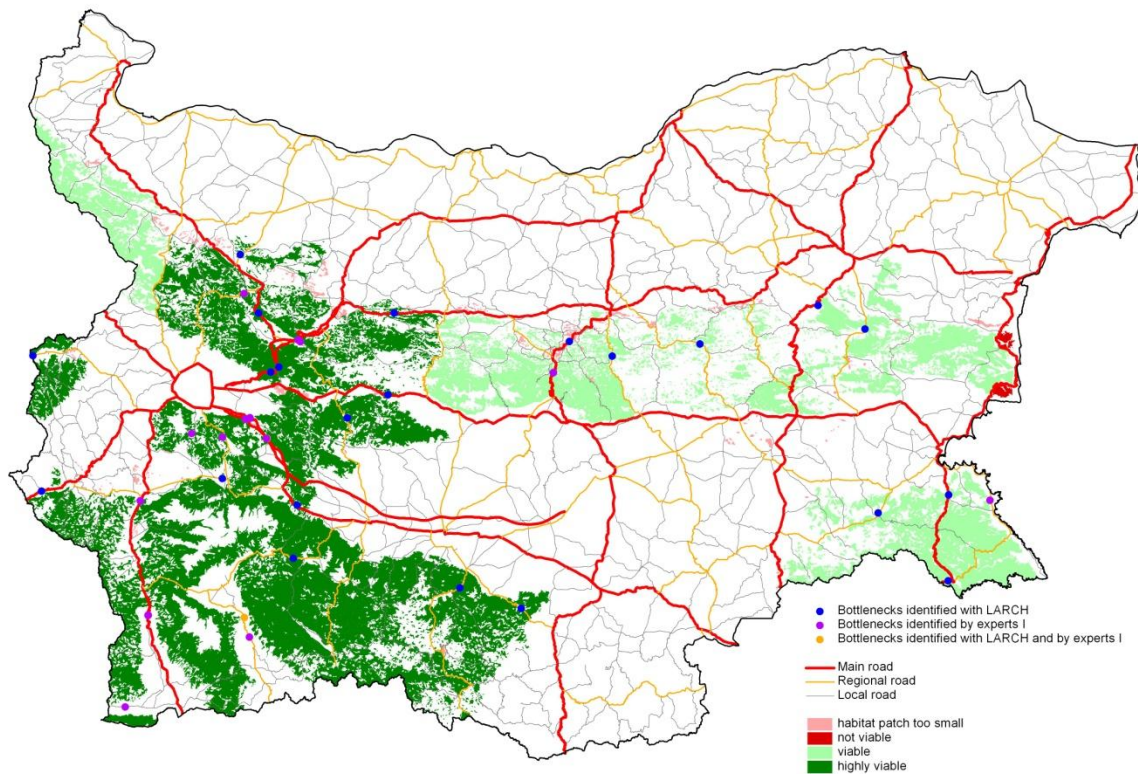 Bottlenecks identified with LARCH
Bottlenecks identified by experts I
Bottlenecks identified with LARCH and by experts I
Main road
Regional road
Local road
habitat patch too small
not viable
viable
highly viable